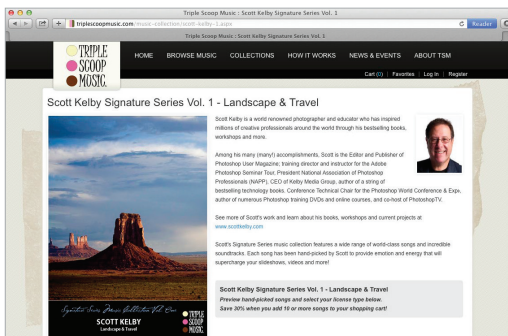 Triple Scoop Music : Scott Kelby Signature Series Vol. 1
triplescoopmusic.com/music-collection/scott-kelby-1.aspx
Reader
Triple Scoop Music : Scott Kelby Signature Series Vol. 1
TRIPLE
SCOOP
MUSIC.
HOME BROWSE MUSIC COLLECTIONS HOW IT WORKS NEWS & EVENTS ABOUT TSM
Cart (0) | Favorites | Log In | Register
Scott Kelby Signature Series Vol. 1 - Landscape & Travel
Scott Kelby is a world renowned photographer and educator who has inspired
millions of creative professionals around the world through his bestselling books,
workshops and more.
Among his many (many!) accomplishments, Scott is the Editor and Publisher of
Photoshop User Magazine; training director and instructor for the Adobe
Photoshop Seminar Tour, President National Association of Photoshop
Professionals (NAPP), CEO of Kelby Media Group, author of a string of
bestselling technology books, Conference Technical Chair for the Photoshop World Conference & Expo,
author of numerous Photoshop training DVDs and online courses, and co-host of PhotoshopTV.
See more of Scott's work and learn about his books, workshops and current projects at
www.scottkelby.com
Scott's Signature Series music collection features a wide range of world-class songs and incredible
soundtracks. Each song has been hand-picked by Scott to provide emotion and energy that will
supercharge your slideshows, videos and more!
Scott Kelby Signature Series Vol. 1 - Landscape & Travel
Preview hand-picked songs and select your license type below.
Save 30% when you add 10 or more songs to your shopping cart!
Signature Series Music Collection Vol. One
SCOTT KELBY
Landscape & Travel
TRIPLE
SCOOP
MUSIC.